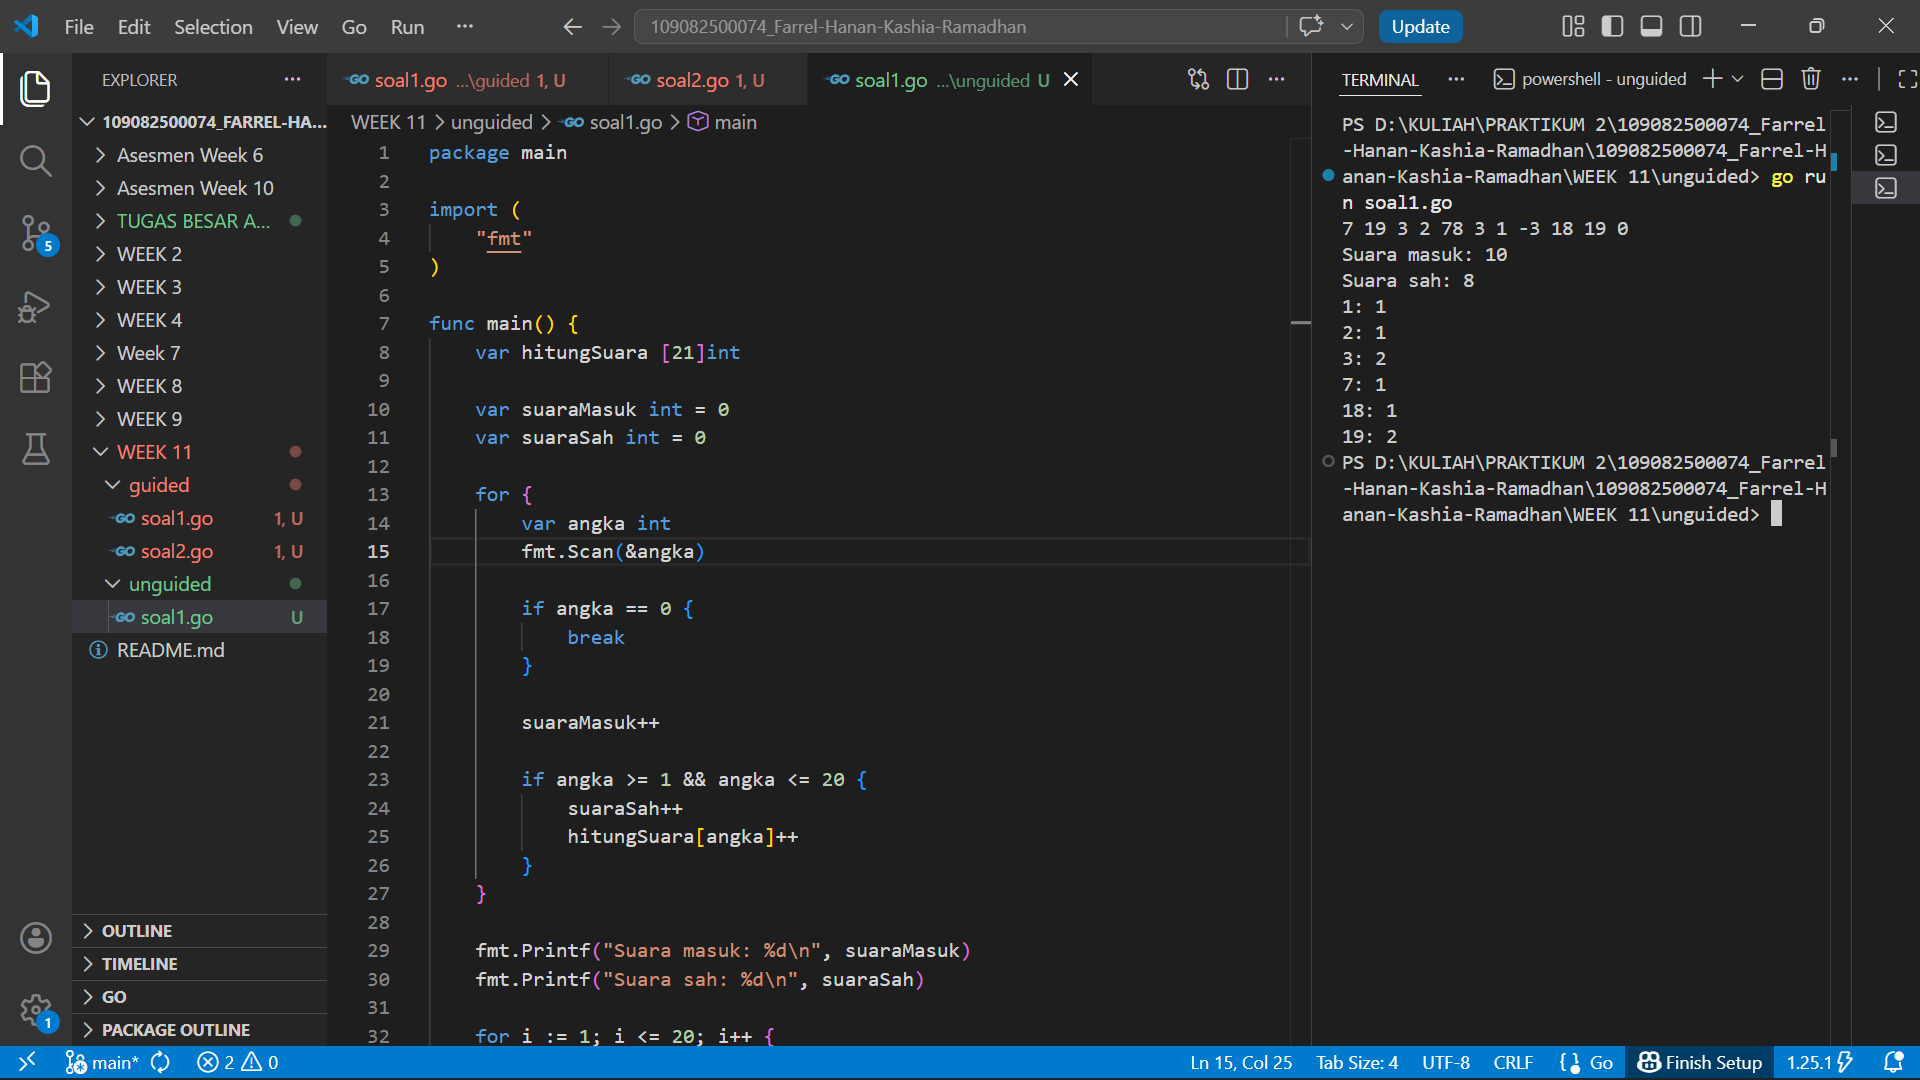 File Edit Selection View Go Run ··· 109082500074_Farrel-Hanan-Kashia-Ramadhan Update
EXPLORER
109082500074_FARREL-HA...
Asesmen Week 6
Asesmen Week 10
TUGAS BESAR A...
WEEK 2
WEEK 3
WEEK 4
Week 7
WEEK 8
WEEK 9
WEEK 11
guided
soal1.go 1, U
soal2.go 1, U
unguided
soal1.go U
README.md
OUTLINE
TIMELINE
GO
PACKAGE OUTLINE
5
1
soal1.go ...\guided 1, U
soal2.go 1, U
soal1.go ...\unguided U
WEEK 11 > unguided > soal1.go > main
1 package main
2
3 import (
4     "fmt"
5 )
6
7 func main() {
8     var hitungSuara [21]int
9
10     var suaraMasuk int = 0
11     var suaraSah int = 0
12
13     for {
14         var angka int
15         fmt.Scan(&angka)
16
17         if angka == 0 {
18             break
19         }
20
21         suaraMasuk++
22
23         if angka >= 1 && angka <= 20 {
24             suaraSah++
25             hitungSuara[angka]++
26         }
27     }
28
29     fmt.Printf("Suara masuk: %d\n", suaraMasuk)
30     fmt.Printf("Suara sah: %d\n", suaraSah)
31
32     for i := 1; i <= 20; i++ {
TERMINAL ··· powershell - unguided
PS D:\KULIAH\PRAKTIKUM 2\109082500074_Farrel
-Hanan-Kashia-Ramadhan\109082500074_Farrel-H
anan-Kashia-Ramadhan\WEEK 11\unguided> go ru
n soal1.go
7 19 3 2 78 3 1 -3 18 19 0
Suara masuk: 10
Suara sah: 8
1: 1
2: 1
3: 2
7: 1
18: 1
19: 2
PS D:\KULIAH\PRAKTIKUM 2\109082500074_Farrel
-Hanan-Kashia-Ramadhan\109082500074_Farrel-H
anan-Kashia-Ramadhan\WEEK 11\unguided>
main* 2 0 Ln 15, Col 25 Tab Size: 4 UTF-8 CRLF {} Go Finish Setup 1.25.1